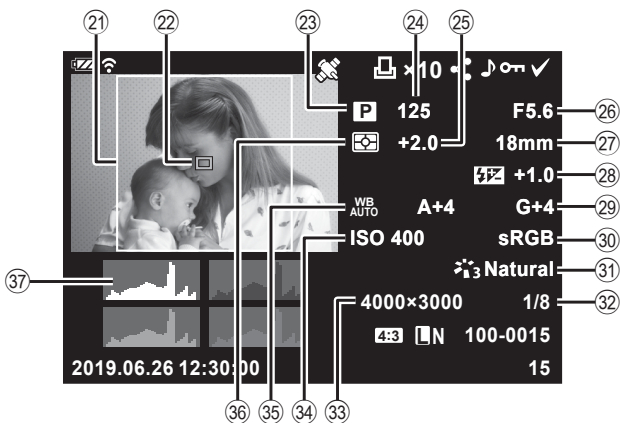 21 22 23 24 25
×10
P 125 F5.6 26
+2.0 18mm 27
+1.0 28
WB AUTO A+4 G+4 29
ISO 400 sRGB 30
3 Natural 31
37
4000×3000 1/8 32
4:3 LN 100-0015
2019.06.26 12:30:00 15
36 35 34 33